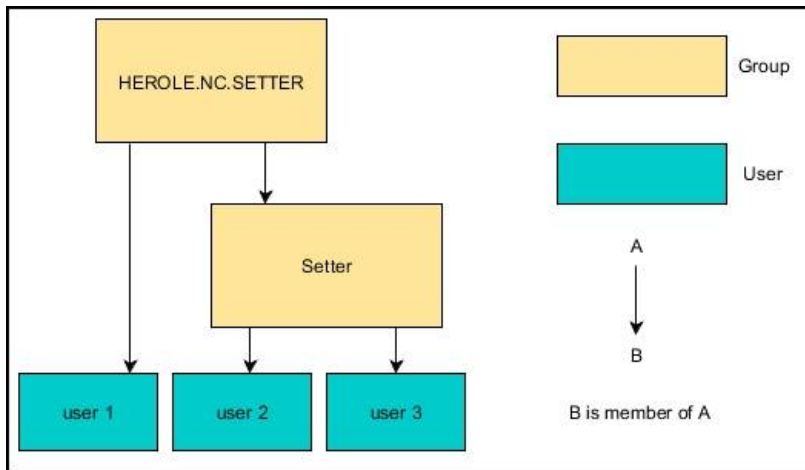 HEROLE.NC.SETTER
Group
User
A
Setter
B
user 1
user 2
user 3
B is member of A